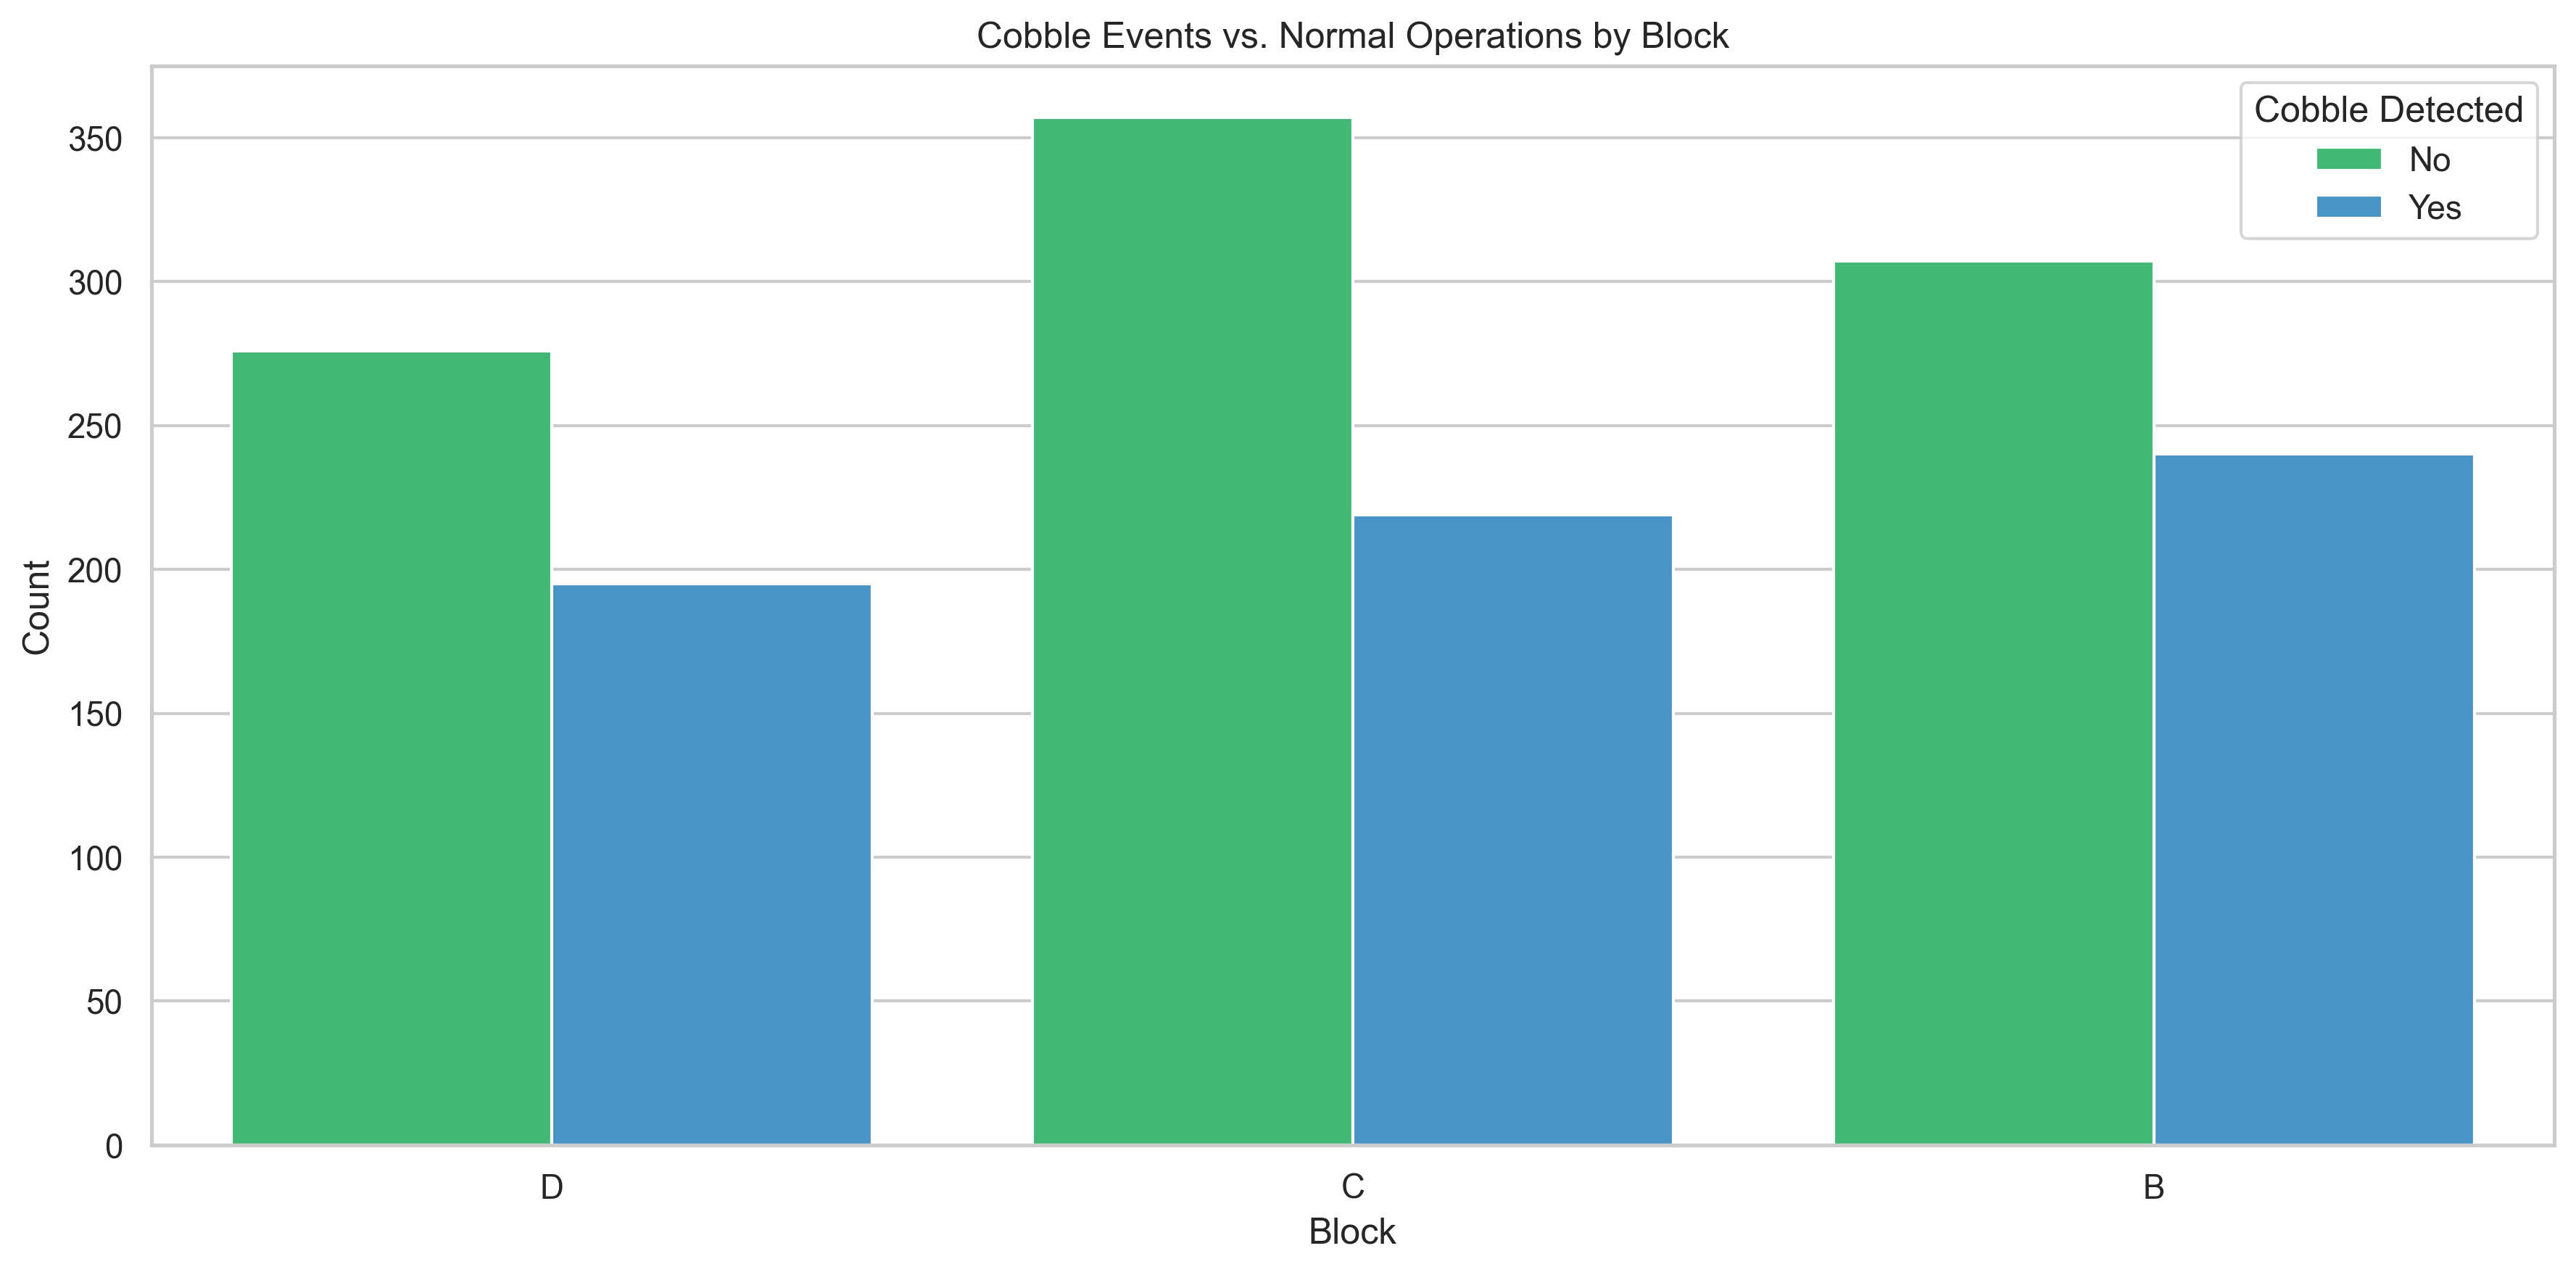 Cobble Events vs. Normal Operations by Block
Cobble Detected
No
Yes
Count
350
300
250
200
150
100
50
0
D
C
B
Block